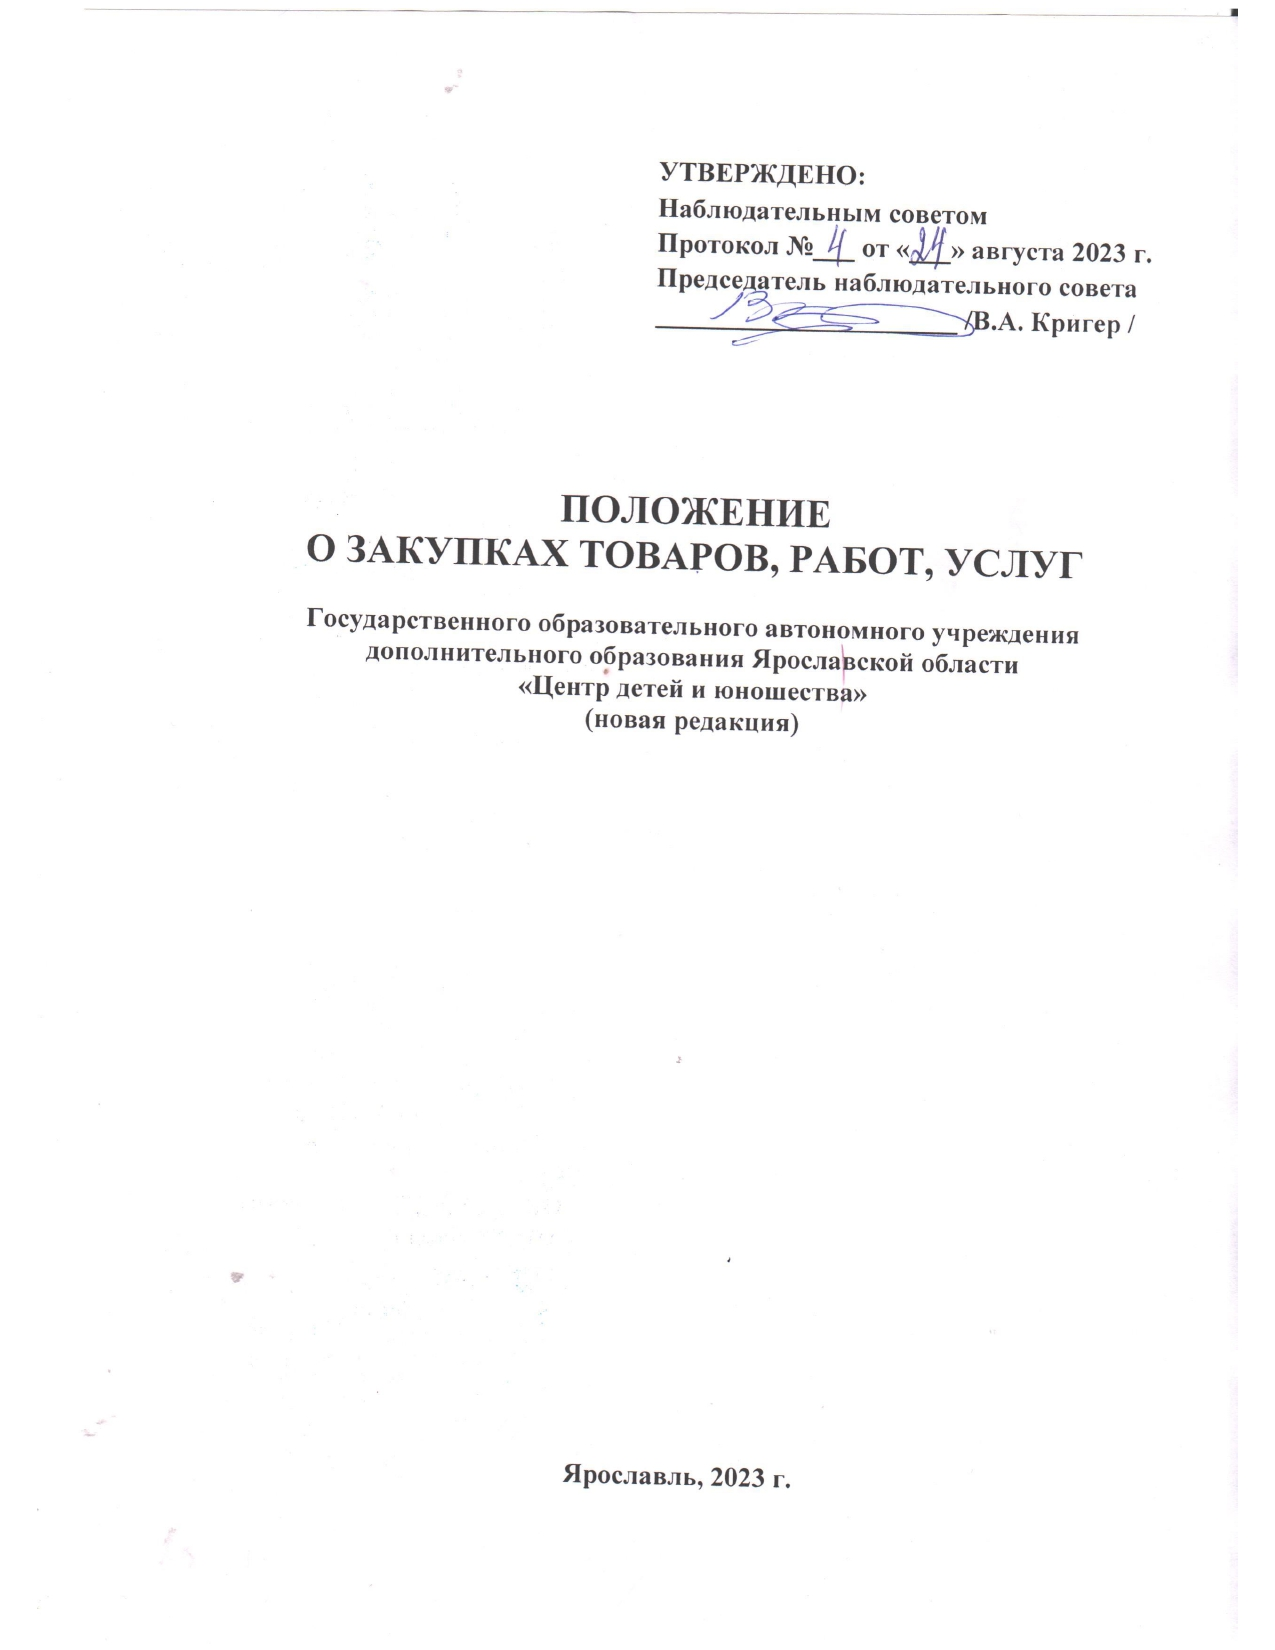 УТВЕРЖДЕНО:
Наблюдательным советом
Протокол № 4 от «24» августа 2023 г.
Председатель наблюдательного совета
/В.А. Кригер /
ПОЛОЖЕНИЕ
О ЗАКУПКАХ ТОВАРОВ, РАБОТ, УСЛУГ
Государственного образовательного автономного учреждения
дополнительного образования Ярославской области
«Центр детей и юношества»
(новая редакция)
Ярославль, 2023 г.